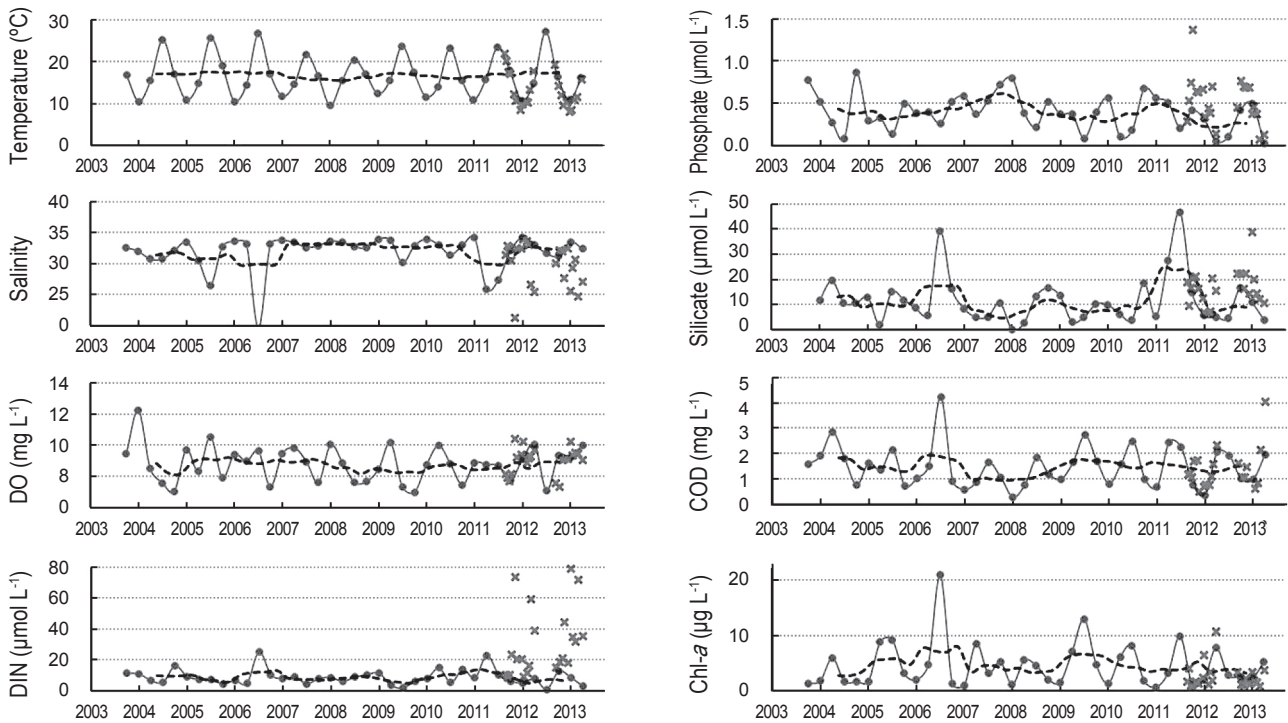 Temperature (ºC)
30
20
10
0
2003 2004 2005 2006 2007 2008 2009 2010 2011 2012 2013
Salinity
40
35
30
25
0
2003 2004 2005 2006 2007 2008 2009 2010 2011 2012 2013
DO (mg L-1)
14
12
10
8
6
2003 2004 2005 2006 2007 2008 2009 2010 2011 2012 2013
DIN (µmol L-1)
80
60
40
20
0
2003 2004 2005 2006 2007 2008 2009 2010 2011 2012 2013
Phosphate (µmol L-1)
1.5
1.0
0.5
0.0
2003 2004 2005 2006 2007 2008 2009 2010 2011 2012 2013
Silicate (µmol L-1)
50
40
30
20
10
0
2003 2004 2005 2006 2007 2008 2009 2010 2011 2012 2013
COD (mg L-1)
5
4
3
2
1
0
2003 2004 2005 2006 2007 2008 2009 2010 2011 2012 2013
Chl-a (µg L-1)
20
10
0
2003 2004 2005 2006 2007 2008 2009 2010 2011 2012 2013